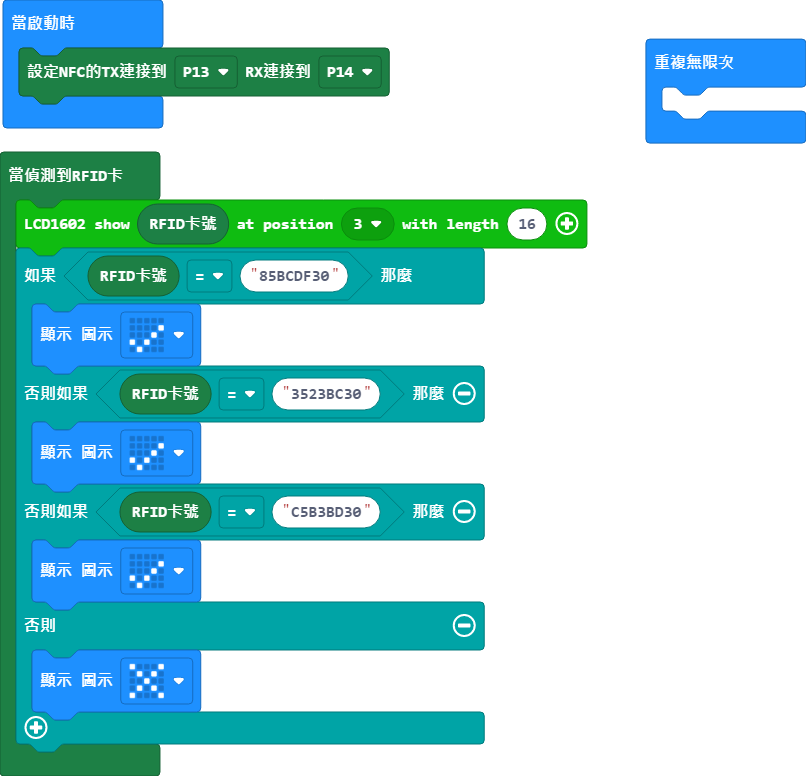 當啟動時
設定NFC的TX連接到 P13 RX連接到 P14
重複無限次
當偵測到RFID卡
LCD1602 show RFID卡號 at position 3 with length 16
如果 RFID卡號 = "85BCDF30" 那麼
顯示 圖示
否則如果 RFID卡號 = "3523BC30" 那麼
顯示 圖示
否則如果 RFID卡號 = "C5B3BD30" 那麼
顯示 圖示
否則
顯示 圖示